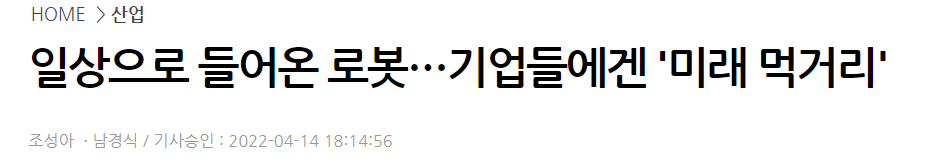 HOME > 산업
일상으로 들어온 로봇…기업들에겐 '미래 먹거리'
조성아 · 남경식 / 기사승인 : 2022-04-14 18:14:56